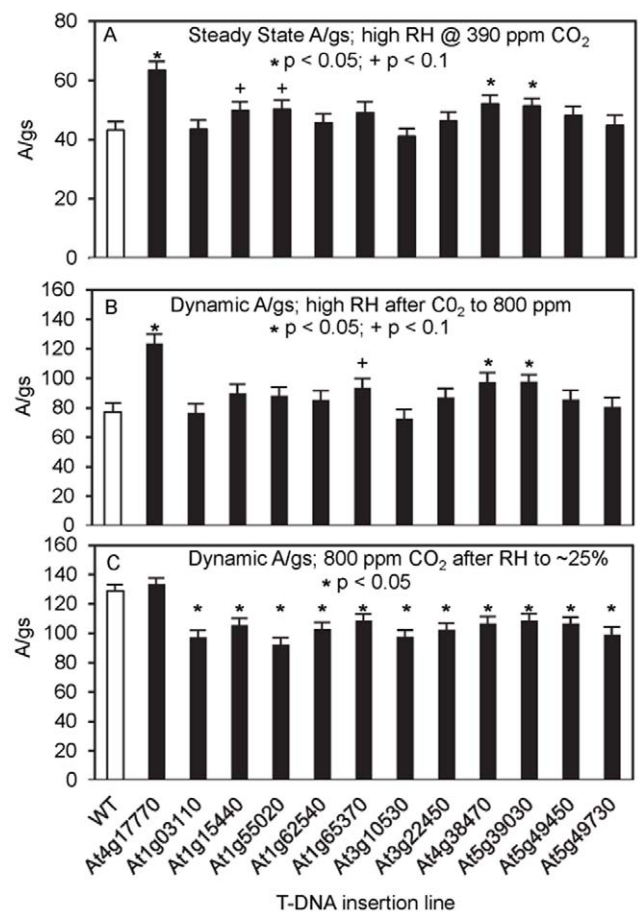 A
Steady State A/gs; high RH @ 390 ppm CO₂
* p < 0.05; + p < 0.1
80
60
40
20
0
A/gs
*
+
+
*
*
B
Dynamic A/gs; high RH after C0₂ to 800 ppm
* p < 0.05; + p < 0.1
160
140
120
100
80
60
40
20
0
A/gs
*
+
*
*
C
Dynamic A/gs; 800 ppm CO₂ after RH to ~25%
* p < 0.05
160
140
120
100
80
60
40
20
0
A/gs
* * * * * * * * * * *
WT
At4g17770
At1g03110
At1g15440
At1g55020
At1g62540
At1g65370
At3g10530
At3g22450
At4g38470
At5g39030
At5g49450
At5g49730
T-DNA insertion line